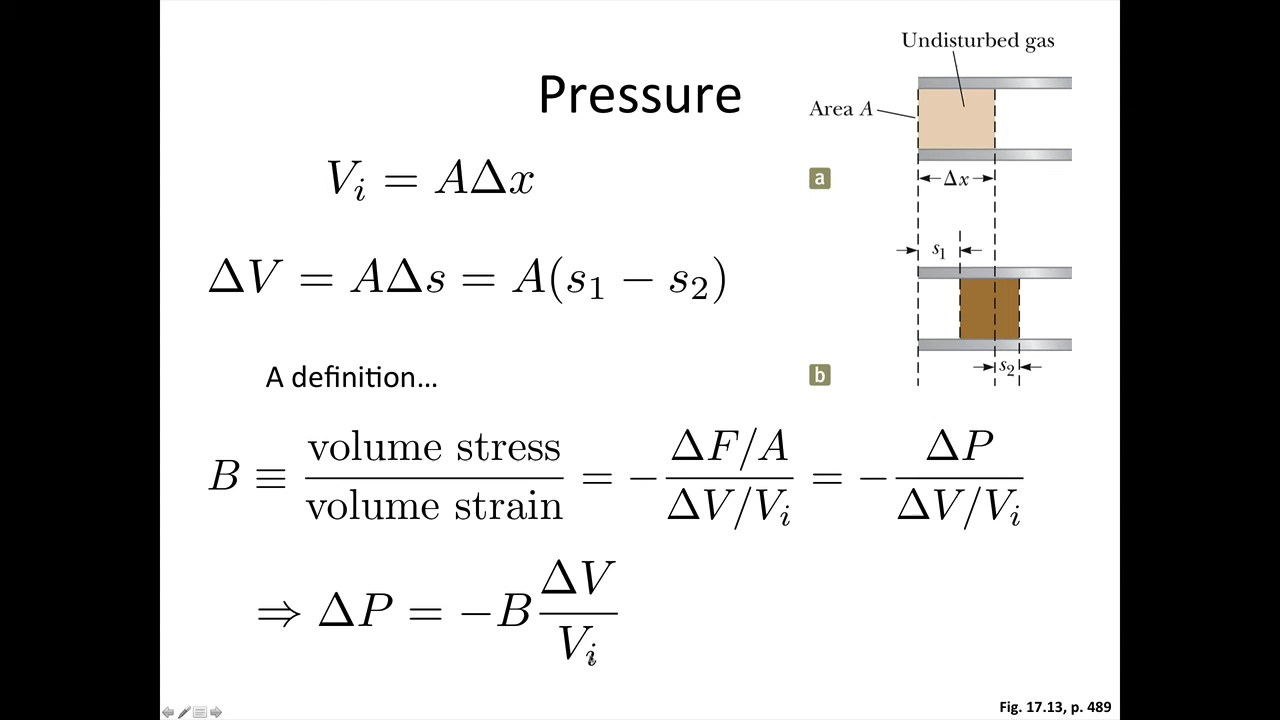 Pressure
Undisturbed gas
Area A
a
Δx
V_i = AΔx
s_1
ΔV = AΔs = A(s_1 − s_2)
s_2
b
A definition...
B ≡ volume stress / volume strain = − (ΔF/A) / (ΔV/V_i) = − ΔP / (ΔV/V_i)
⇒ ΔP = −B ΔV / V_i
Fig. 17.13, p. 489